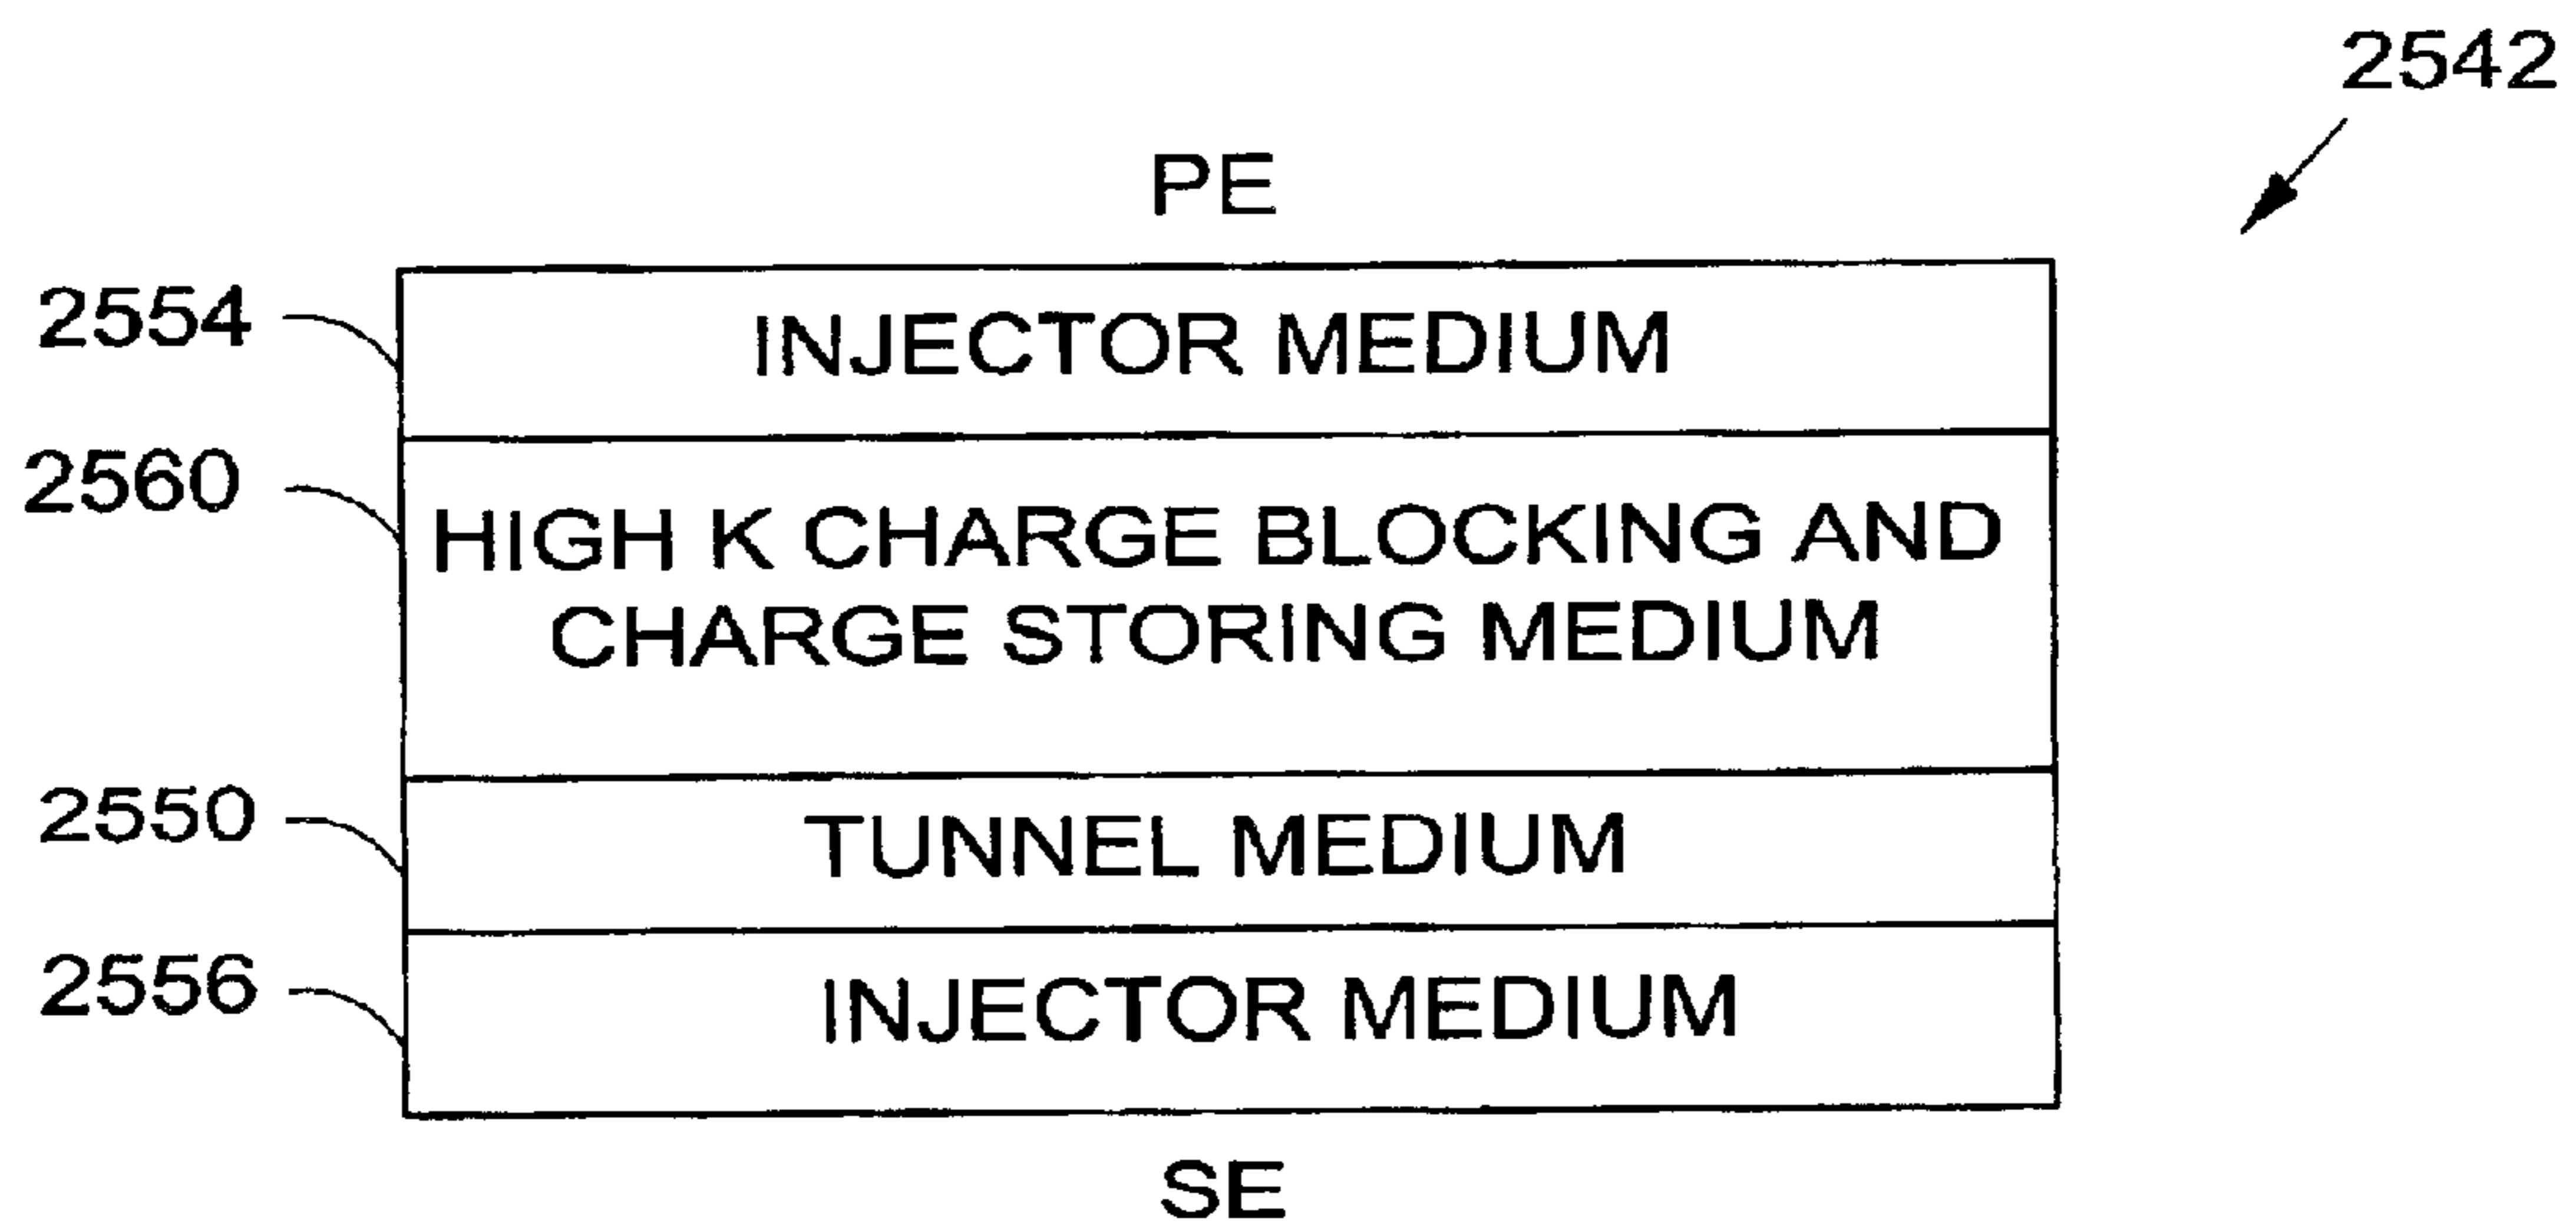 2542
PE
2554
INJECTOR MEDIUM
2560
HIGH K CHARGE BLOCKING AND
CHARGE STORING MEDIUM
2550
TUNNEL MEDIUM
2556
INJECTOR MEDIUM
SE